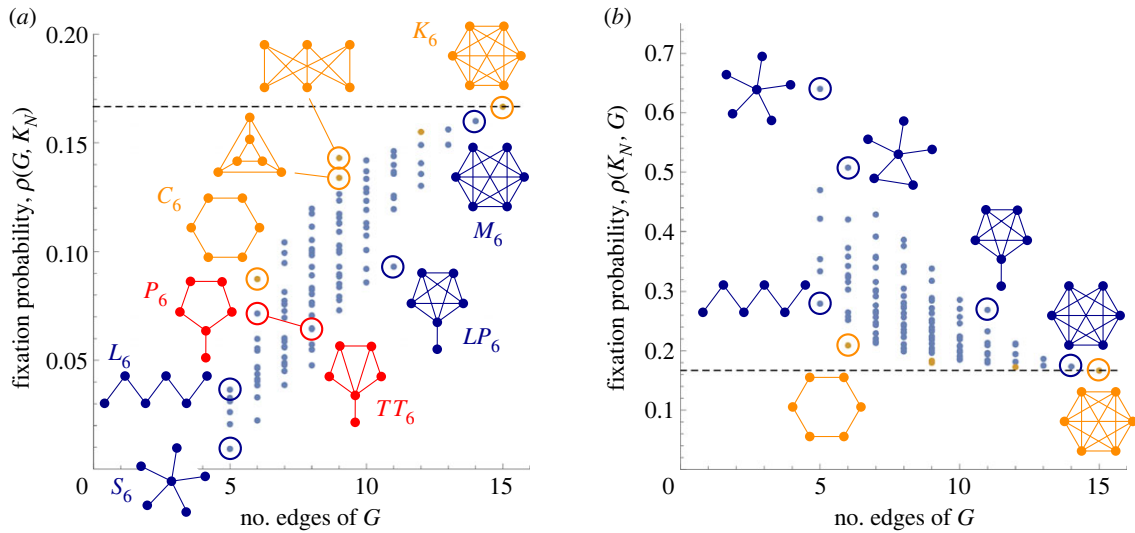 (a)
0.20
0.15
0.10
0.05
0
5
10
15
fixation probability, ρ(G, K_N)
no. edges of G
K_6
C_6
P_6
L_6
S_6
M_6
LP_6
TT_6
(b)
0.7
0.6
0.5
0.4
0.3
0.2
0.1
0
5
10
15
fixation probability, ρ(K_N, G)
no. edges of G